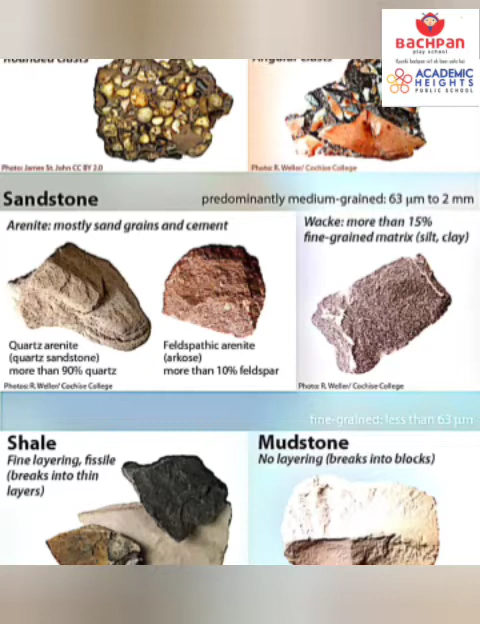 BACHPAN
play school
ACADEMIC
HEIGHTS
PUBLIC SCHOOL
Rounded clasts
Angular clasts
Photo: James St. John CC BY 2.0
Photo: R. Weller/ Cochise College
Sandstone
predominantly medium-grained: 63 µm to 2 mm
Arenite: mostly sand grains and cement
Wacke: more than 15%
fine-grained matrix (silt, clay)
Quartz arenite
(quartz sandstone)
more than 90% quartz
Feldspathic arenite
(arkose)
more than 10% feldspar
Photos: R. Weller/ Cochise College
Photo: R. Weller/ Cochise College
fine-grained: less than 63 µm
Shale
Fine layering, fissile
(breaks into thin
layers)
Mudstone
No layering (breaks into blocks)